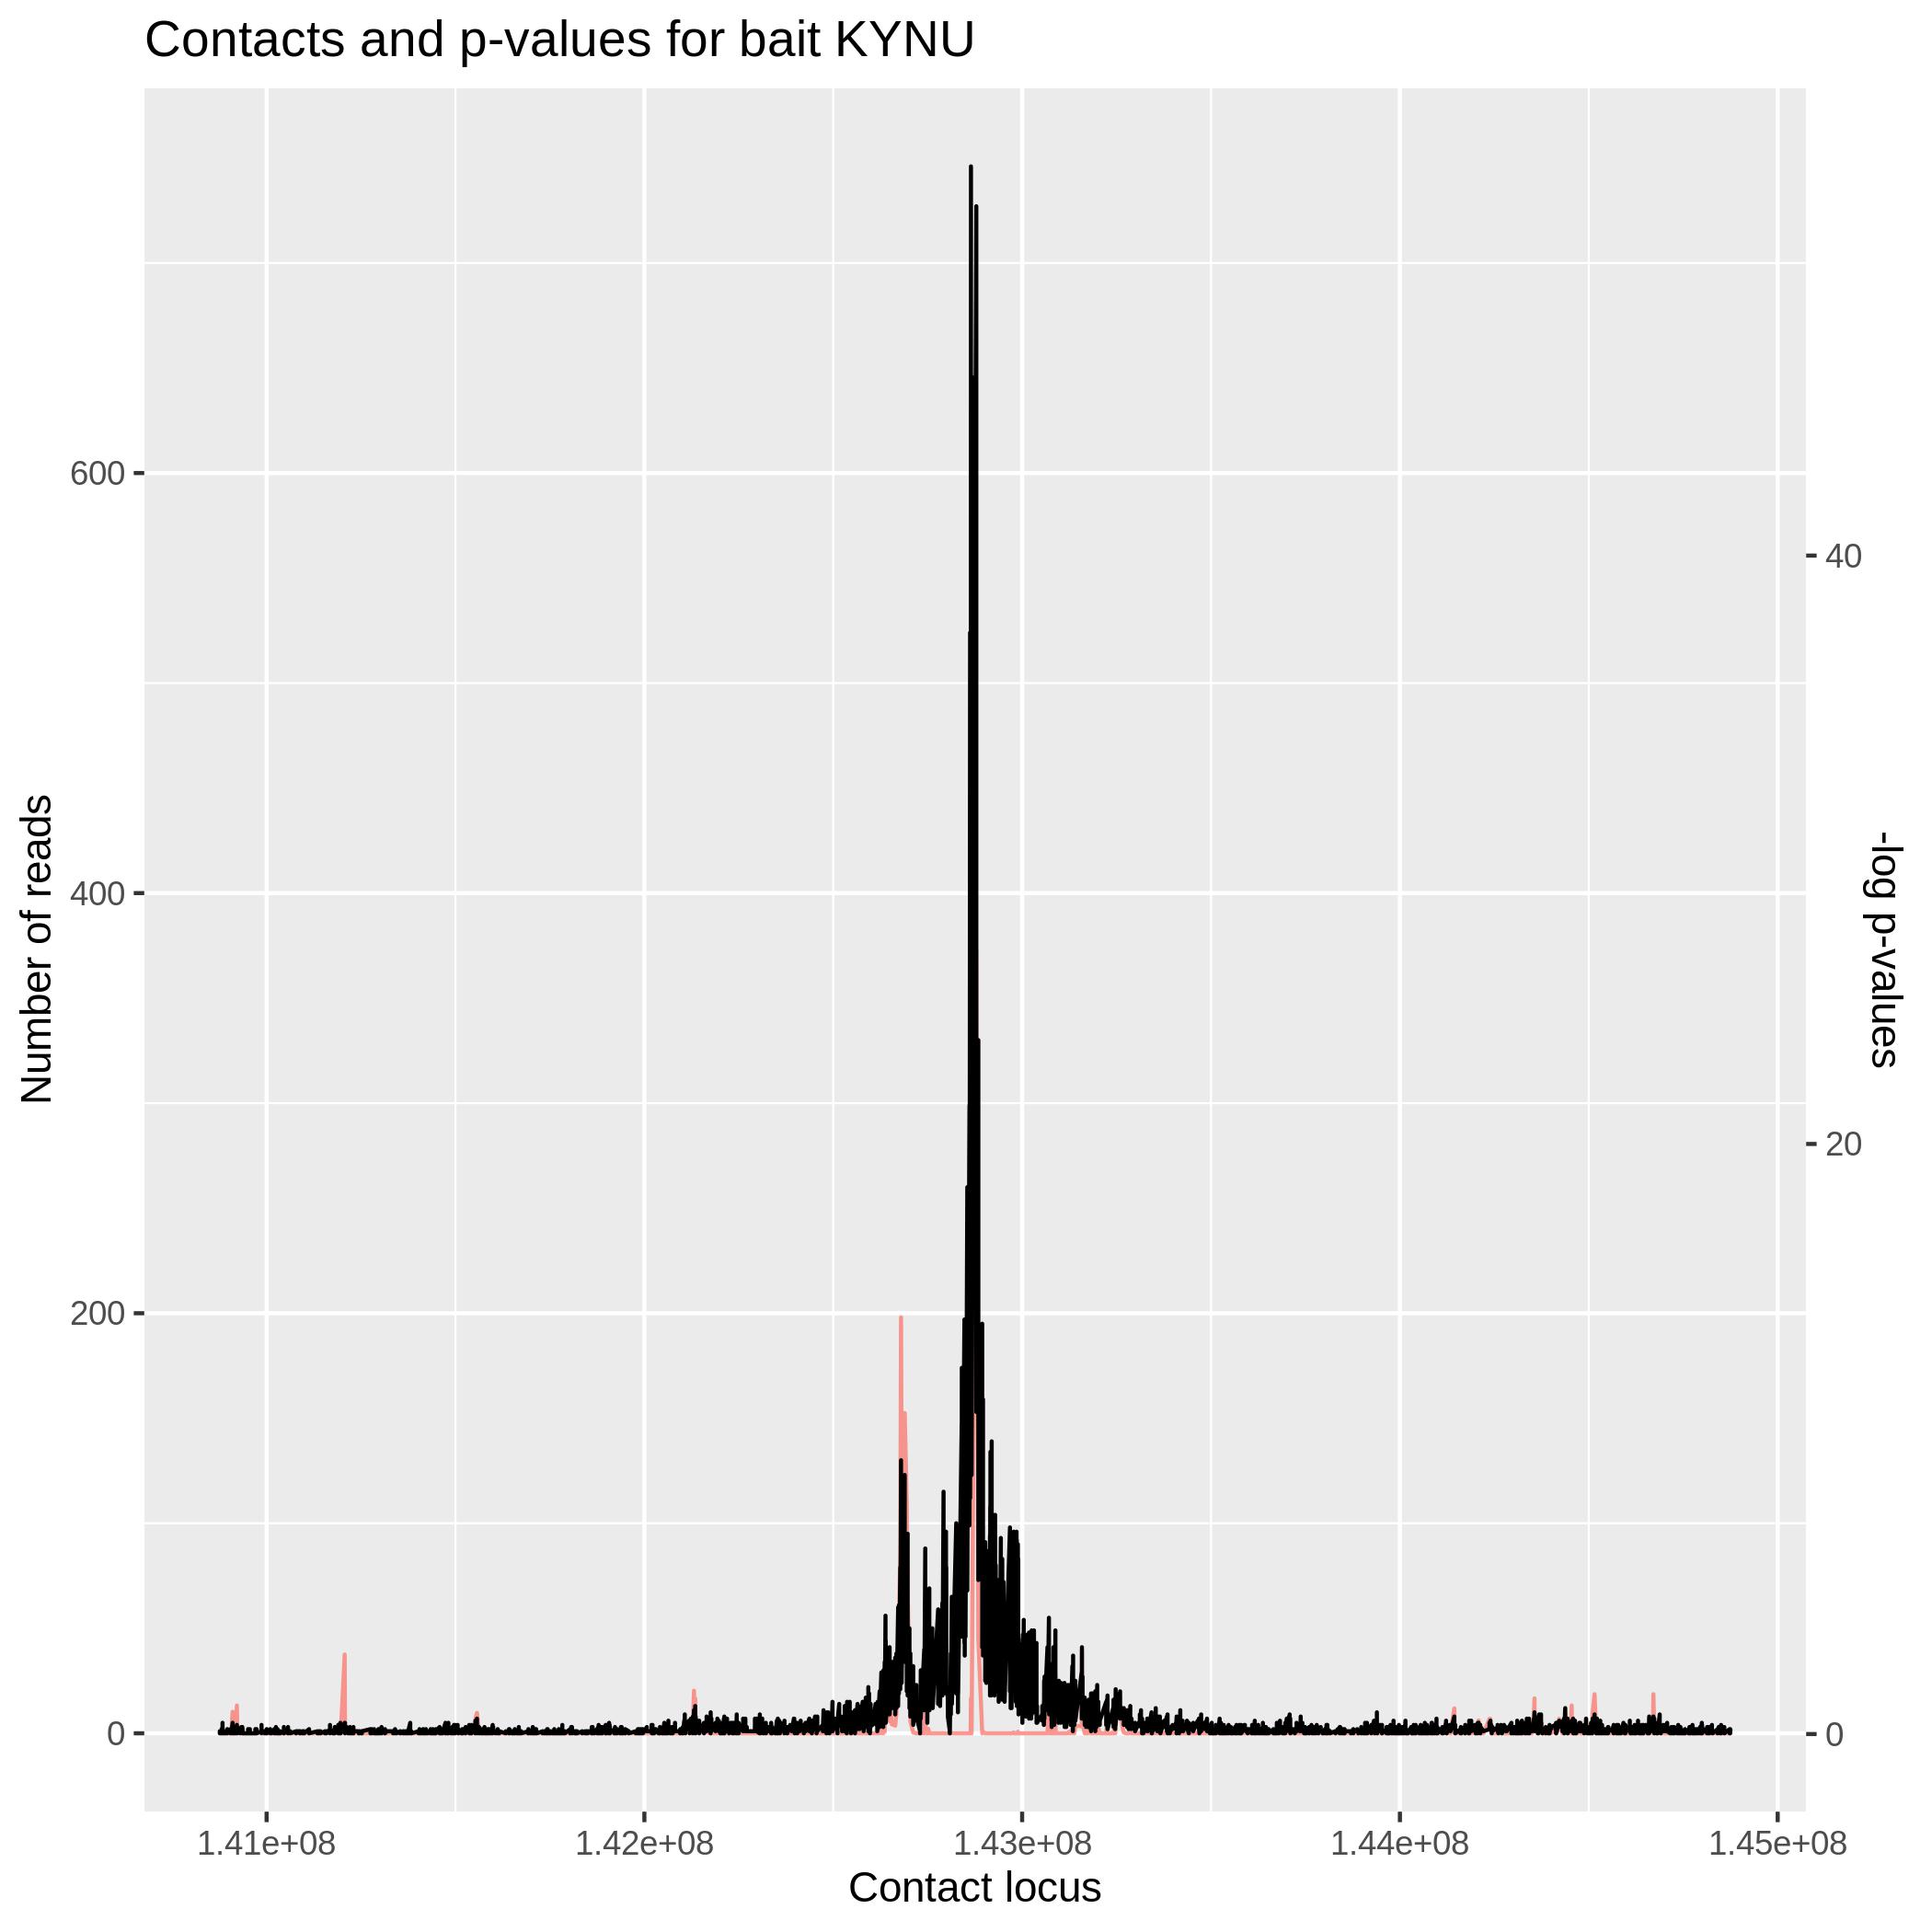 Contacts and p-values for bait KYNU
600
400
200
0
Number of reads
40
20
0
-log p-values
1.41e+08
1.42e+08
1.43e+08
1.44e+08
1.45e+08
Contact locus